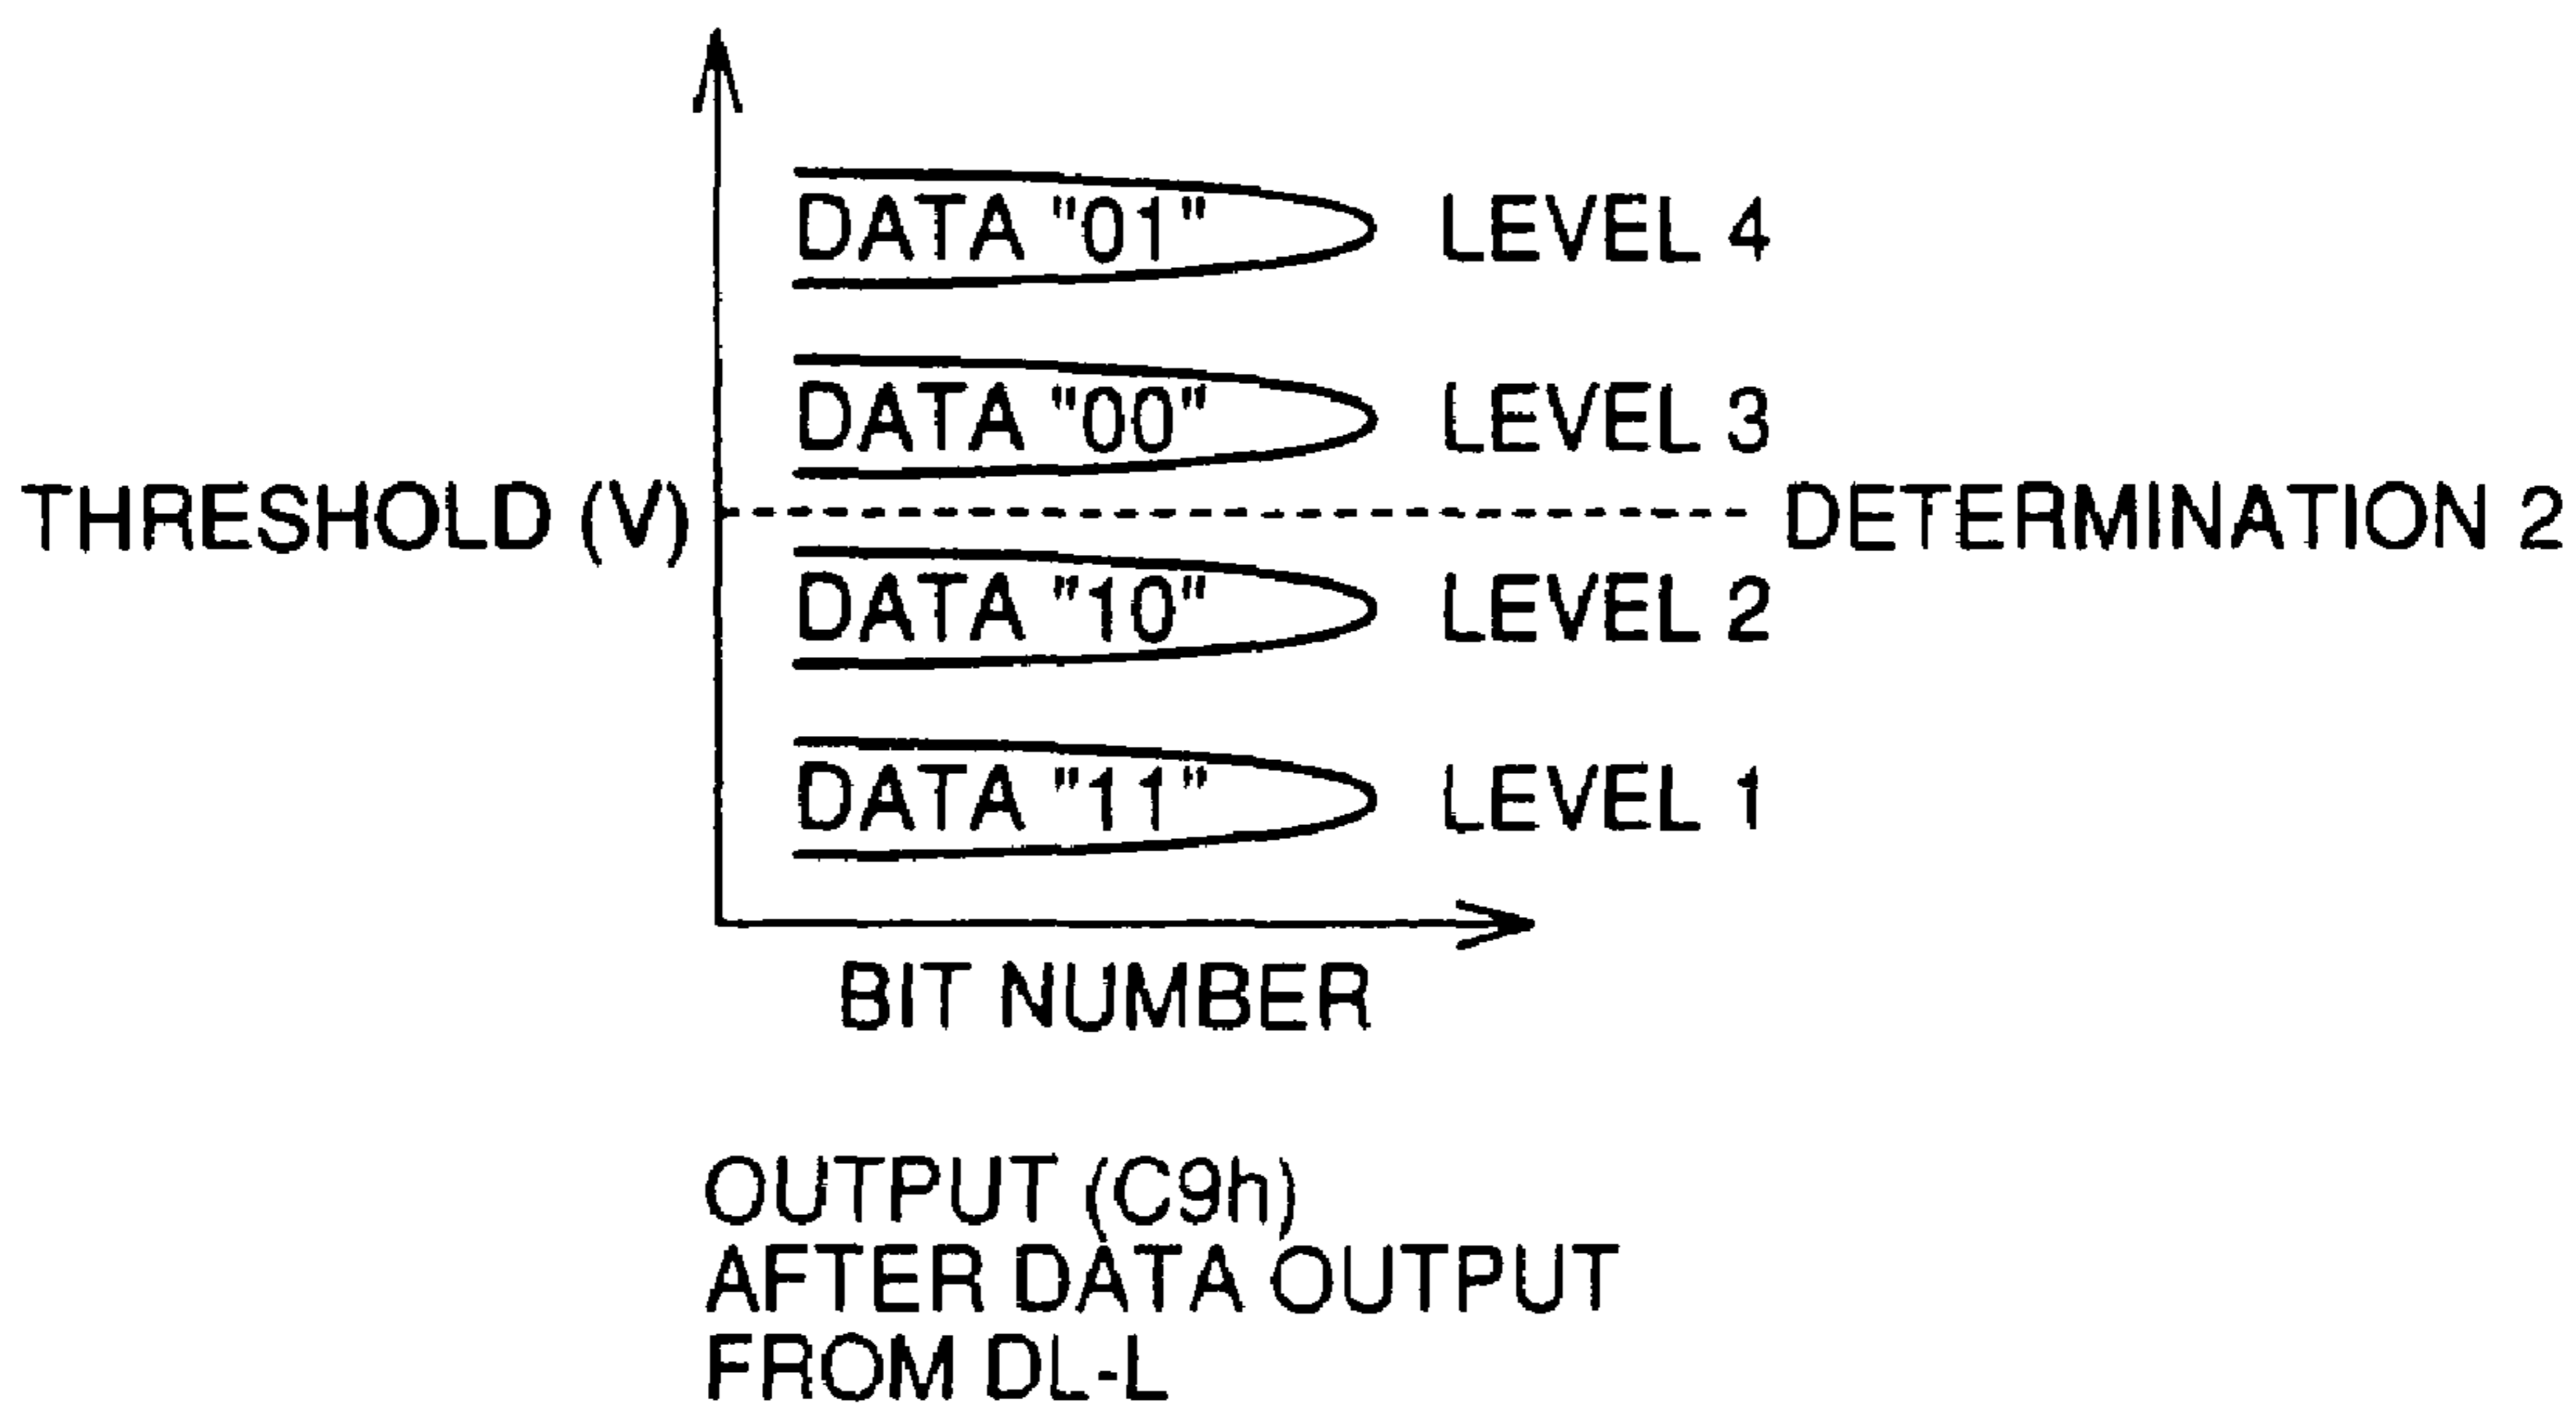 DATA "01" LEVEL 4
DATA "00" LEVEL 3
THRESHOLD (V) DETERMINATION 2
DATA "10" LEVEL 2
DATA "11" LEVEL 1
BIT NUMBER
OUTPUT (C9h)
AFTER DATA OUTPUT
FROM DL-L